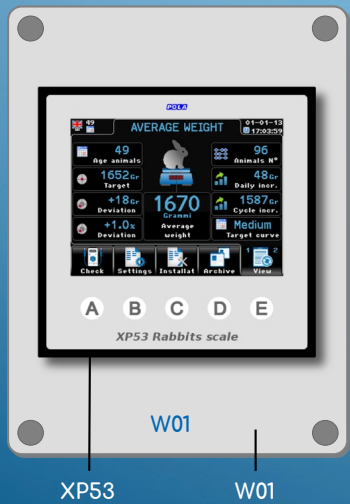 POLA
49
AVERAGE WEIGHT
01-01-13
17:03:59
49
Age animals
96
Animals N°
1652Gr
Target
48Gr
Daily incr.
+18Gr
Deviation
1670
Grammi
1587Gr
Cycle incr.
+1.0%
Deviation
Average
weight
Medium
Target curve
1 2
Check Settings Installat Archive View
A B C D E
XP53 Rabbits scale
W01
XP53 W01